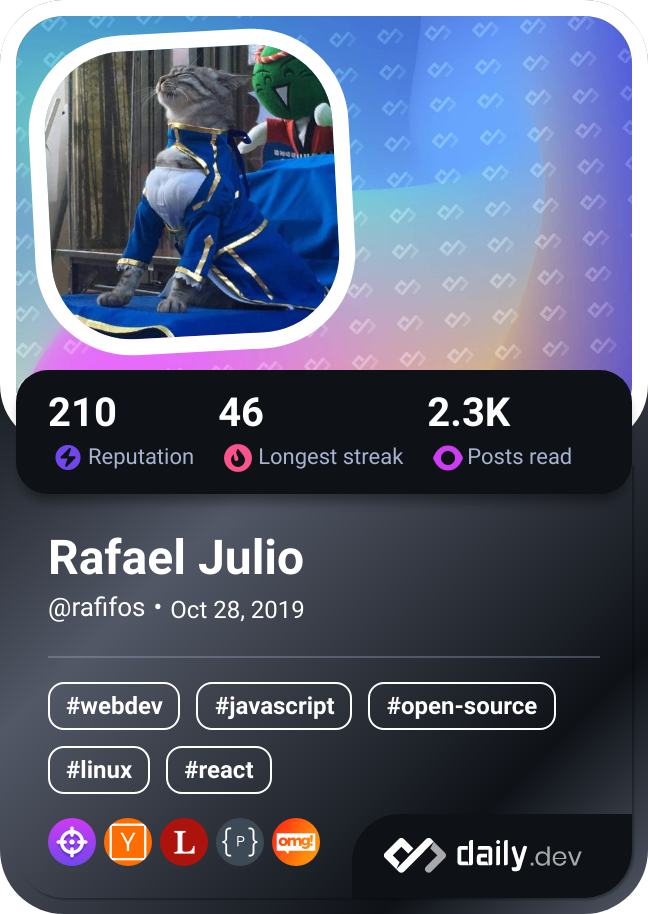 210 46 2.3K
Reputation Longest streak Posts read
Rafael Julio
@rafifos • Oct 28, 2019
#webdev #javascript #open-source
#linux #react
Y L {P} omg!
daily.dev